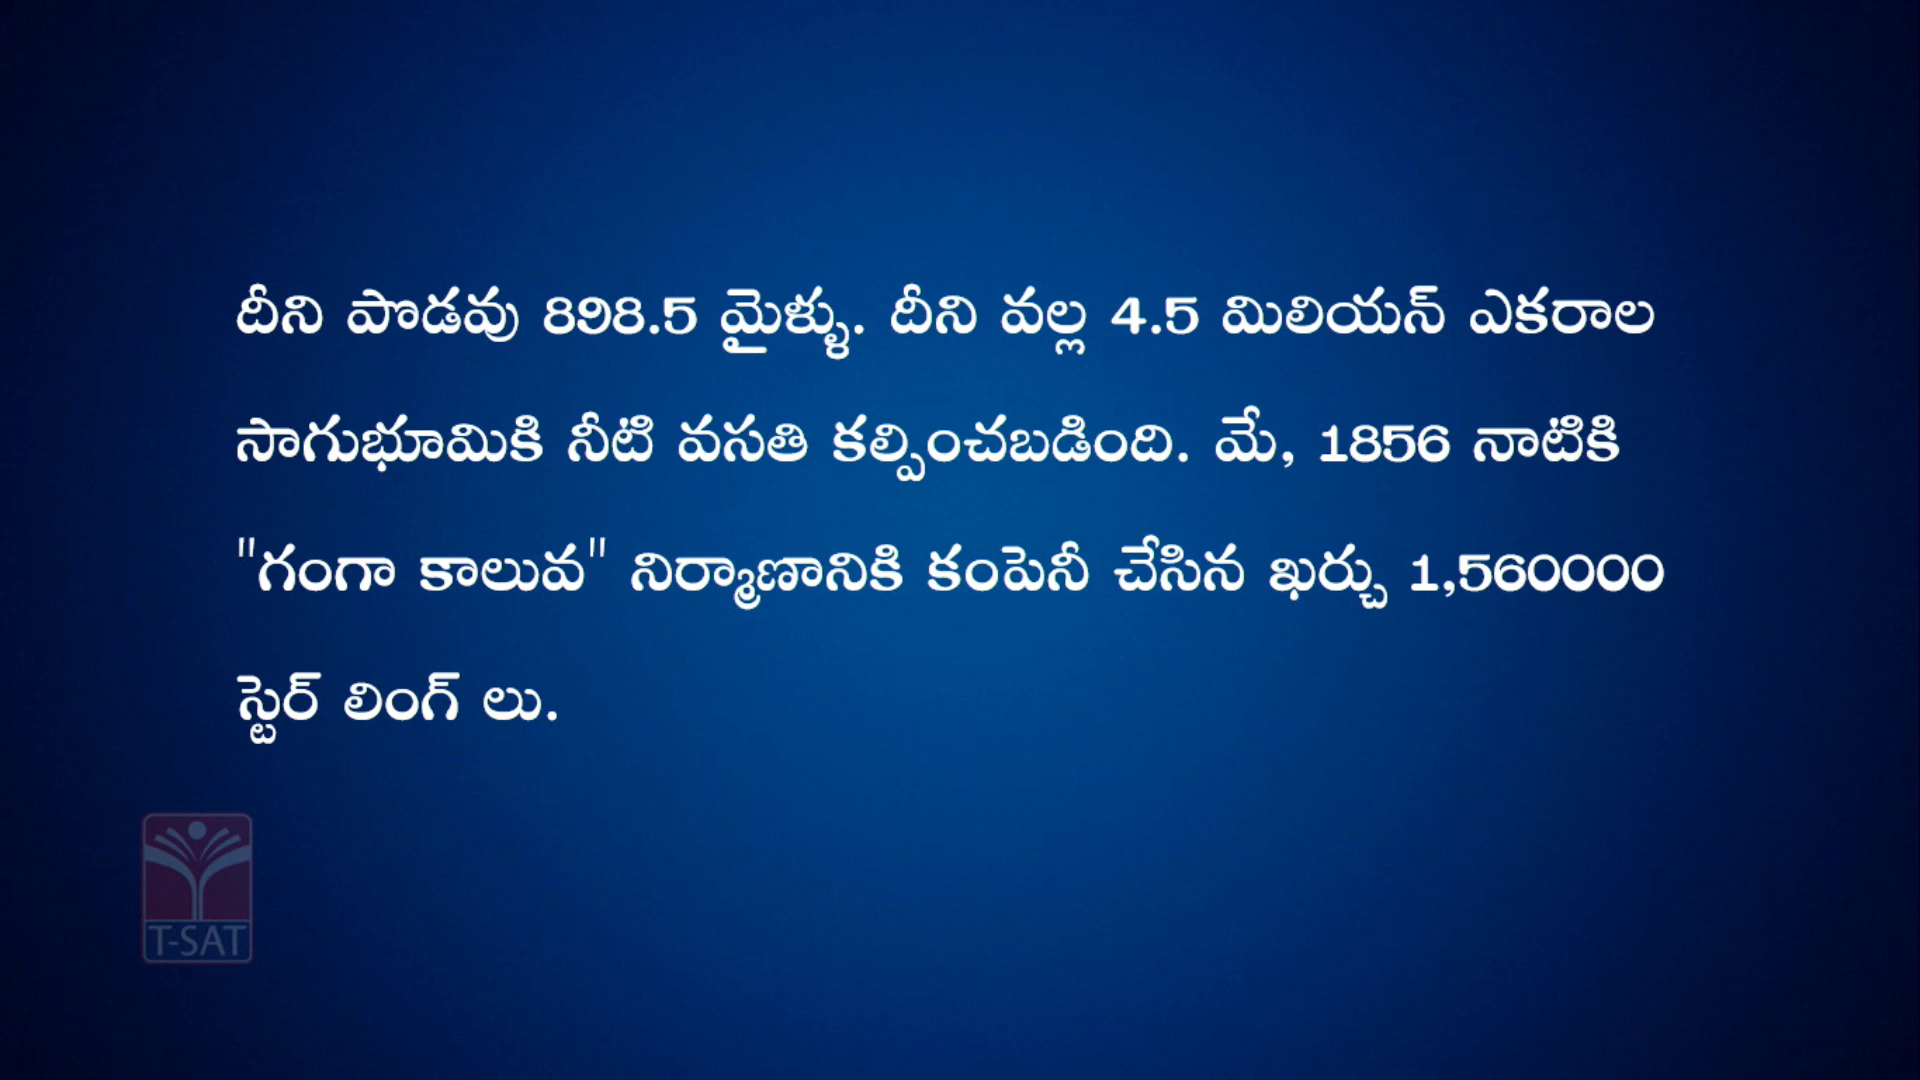 దీని పొడవు 898.5 మైళ్ళు. దీని వల్ల 4.5 మిలియన్ ఎకరాల
సాగుభూమికి నీటి వసతి కల్పించబడింది. మే, 1856 నాటికి
"గంగా కాలువ" నిర్మాణానికి కంపెనీ చేసిన ఖర్చు 1,560000
స్టెర్ లింగ్ లు.
T-SAT